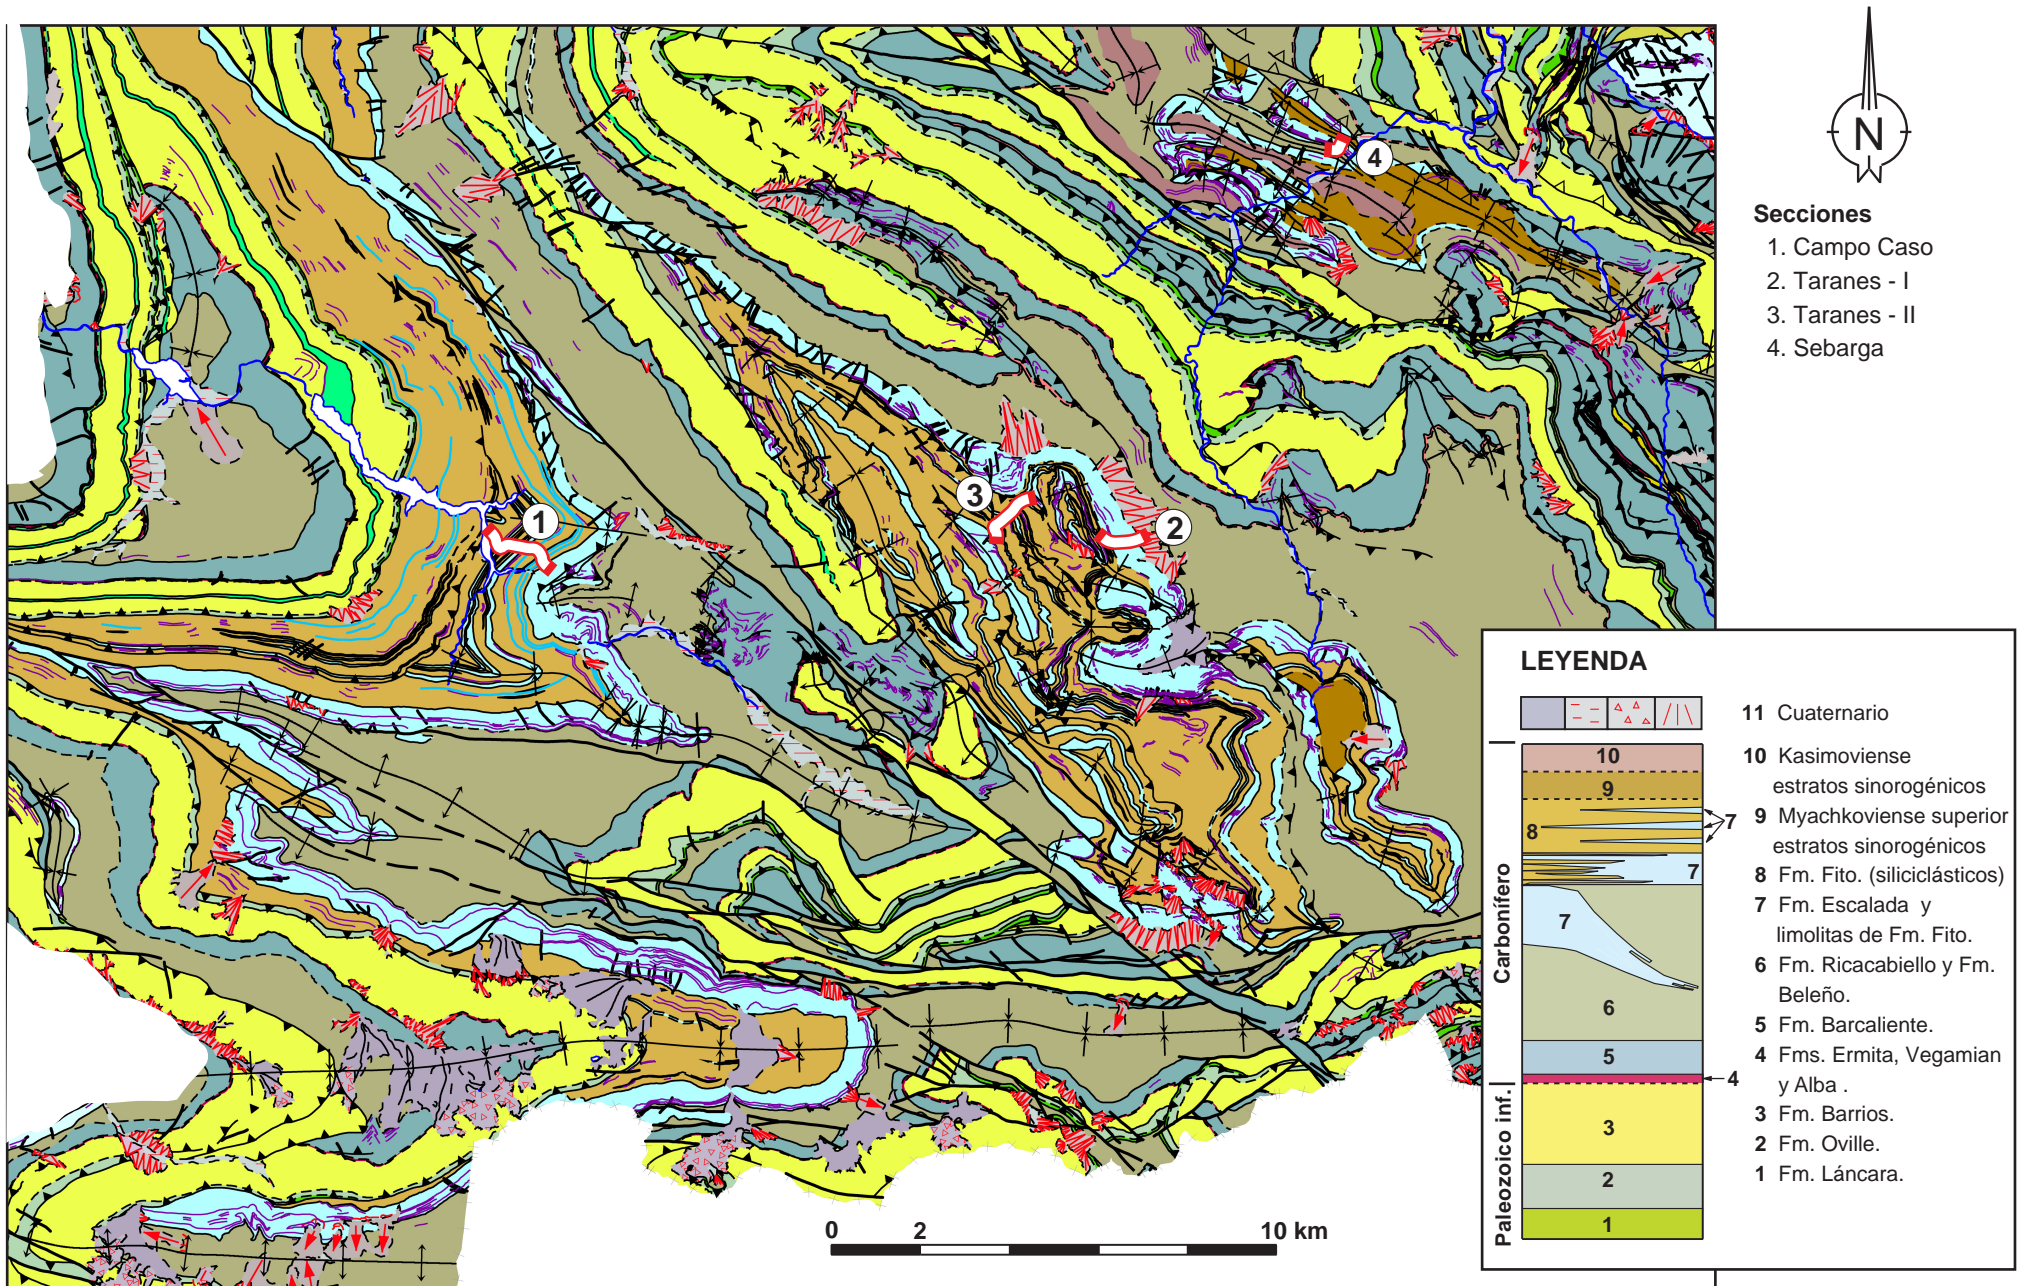 N
Secciones
1. Campo Caso
2. Taranes - I
3. Taranes - II
4. Sebarga
4
3
2
1
LEYENDA
11 Cuaternario
10 Kasimoviense
estratos sinorogénicos
9 Myachkoviense superior
estratos sinorogénicos
8 Fm. Fito. (siliciclásticos)
7 Fm. Escalada y
limolitas de Fm. Fito.
6 Fm. Ricacabiello y Fm.
Beleño.
5 Fm. Barcaliente.
4 Fms. Ermita, Vegamian
y Alba .
3 Fm. Barrios.
2 Fm. Oville.
1 Fm. Láncara.
Carbonífero
Paleozoico inf.
10
9
8
7
7
7
6
5
4
3
2
1
0 2 10 km